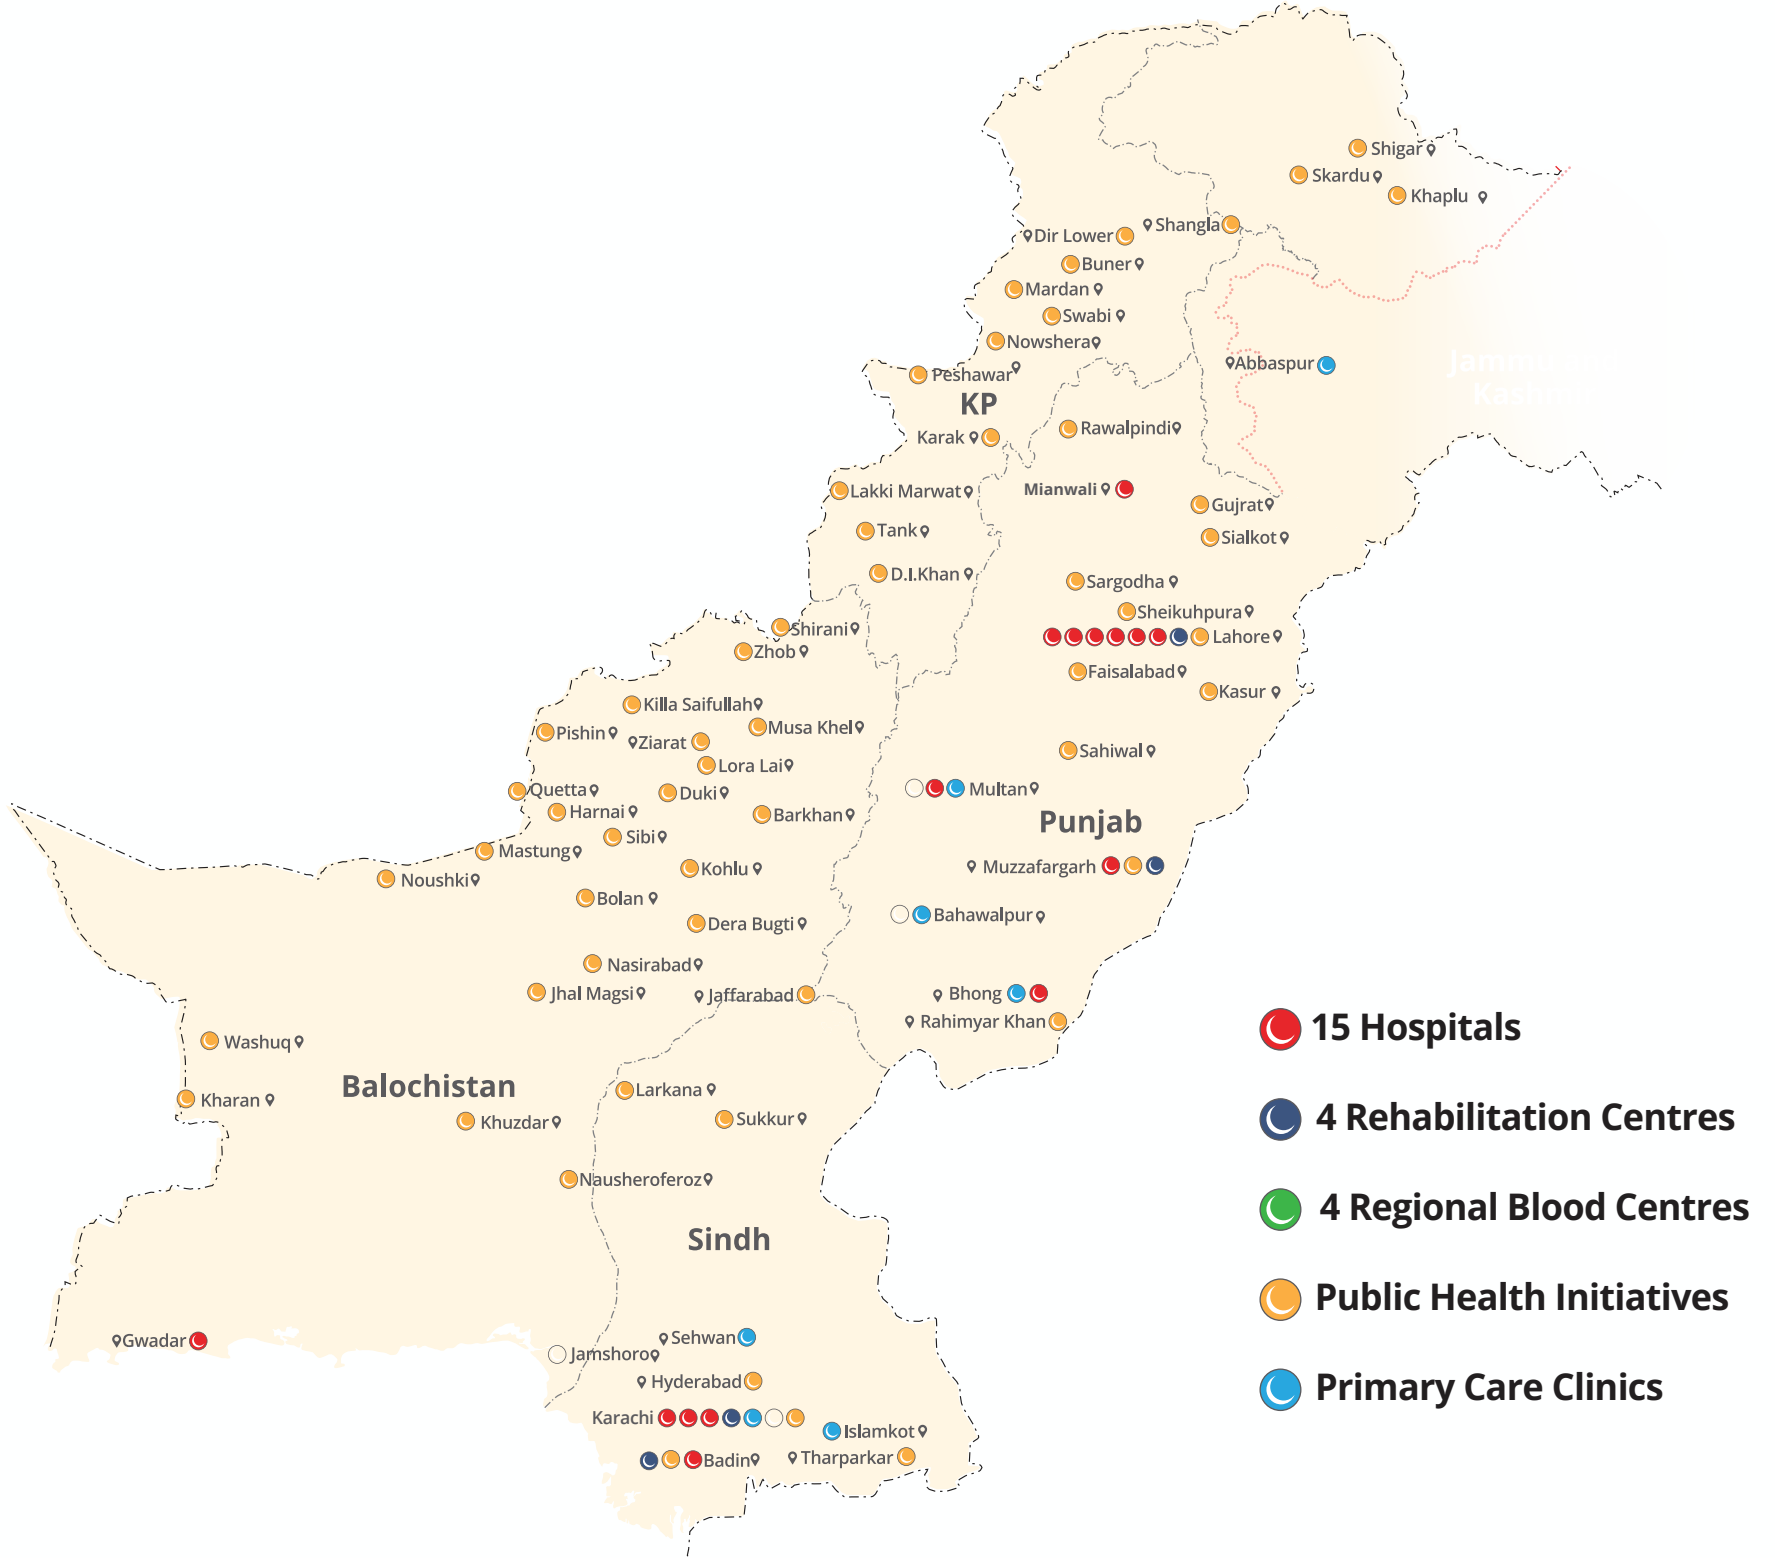 Shigar
Skardu
Khaplu
Shangla
Dir Lower
Buner
Mardan
Swabi
Nowshera
Abbaspur
Peshawar
KP
Rawalpindi
Karak
Mianwali
Lakki Marwat
Gujrat
Tank
Sialkot
D.I.Khan
Sargodha
Sheikuhpura
Shirani
Lahore
Zhob
Faisalabad
Kasur
Killa Saifullah
Musa Khel
Pishin
Ziarat
Sahiwal
Lora Lai
Quetta
Duki
Multan
Harnai
Barkhan
Punjab
Sibi
Mastung
Muzzafargarh
Kohlu
Noushki
Bolan
Bahawalpur
Dera Bugti
Nasirabad
Jhal Magsi
Jaffarabad
Bhong
Rahimyar Khan
15 Hospitals
Washuq
Balochistan
Larkana
Kharan
Sukkur
4 Rehabilitation Centres
Khuzdar
Nausheroferoz
4 Regional Blood Centres
Sindh
Public Health Initiatives
Sehwan
Gwadar
Jamshoro
Hyderabad
Primary Care Clinics
Karachi
Islamkot
Badin
Tharparkar